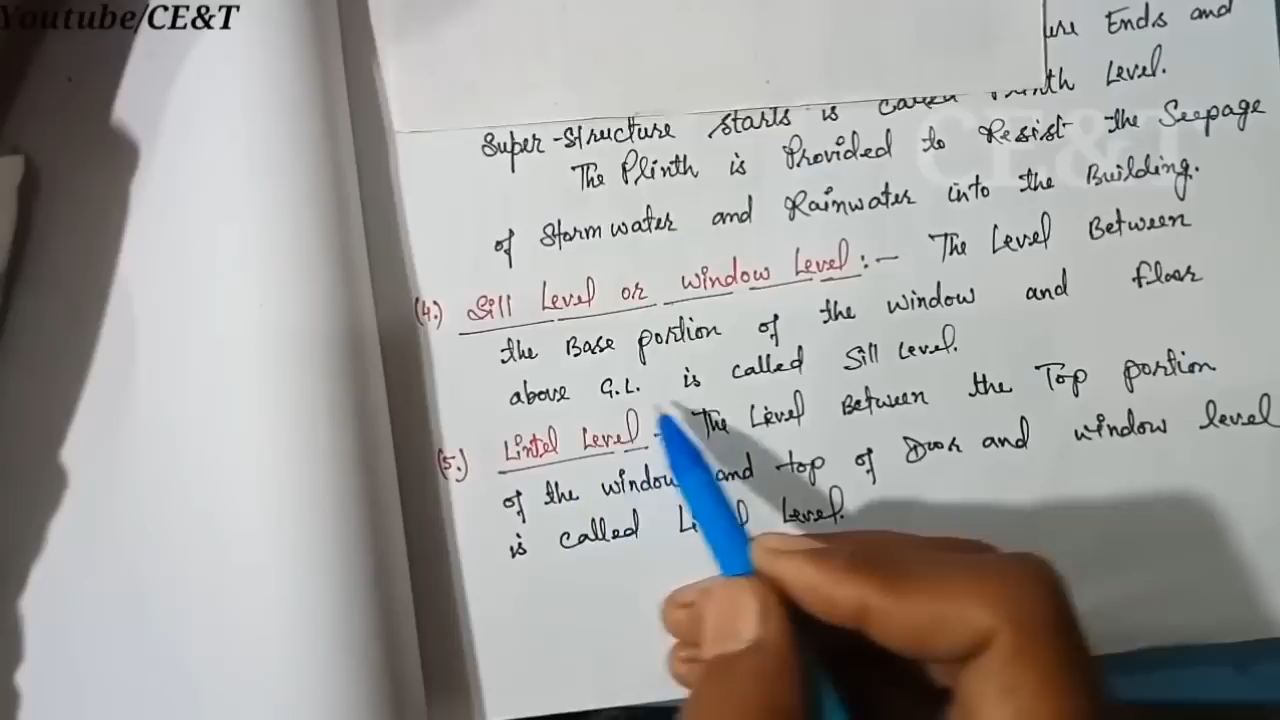 Youtube/CE&T
Ends and
Super-Structure starts is called Plinth Level.
The Plinth is Provided to Resist the Seepage
of Stormwater and Rainwater into the Building.
(4.) Sill Level or Window Level:- The Level Between
the Base portion of the window and floor
above G.L. is called Sill Level.
(5.) Lintel Level - The Level Between the Top portion
of the window and top of Door and window level
is called Level.
CE&T